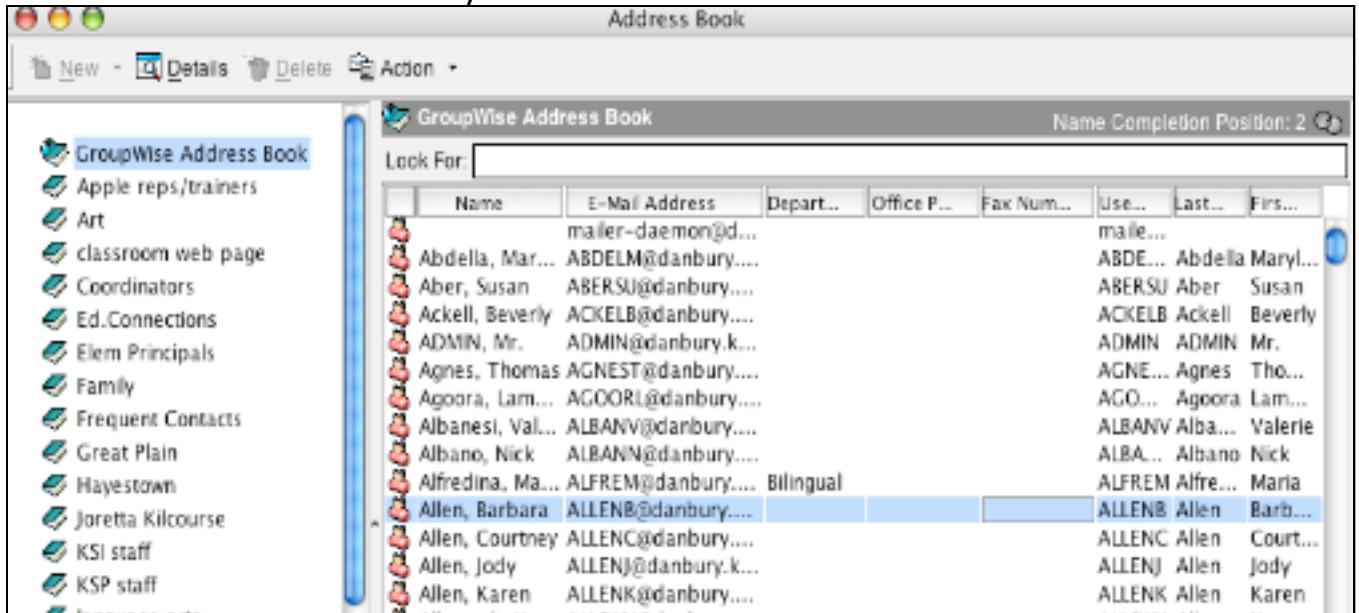 Address Book
New Details Delete Action
GroupWise Address Book
Apple reps/trainers
Art
classroom web page
Coordinators
Ed.Connections
Elem Principals
Family
Frequent Contacts
Great Plain
Hayestown
Joretta Kilcourse
KSI staff
KSP staff
GroupWise Address Book Name Completion Position: 2
Look For:
Name E-Mail Address Depart... Office P... Fax Num... Use... Last... Firs...
mailer-daemon@d... maile...
Abdella, Mar... ABDELM@danbury.... ABDE... Abdella Maryl...
Aber, Susan ABERSU@danbury.... ABERSU Aber Susan
Ackell, Beverly ACKELB@danbury.... ACKELB Ackell Beverly
ADMIN, Mr. ADMIN@danbury.k... ADMIN ADMIN Mr.
Agnes, Thomas AGNEST@danbury.... AGNE... Agnes Tho...
Agoora, Lam... AGOORL@danbury.... AGO... Agoora Lam...
Albanesi, Val... ALBANV@danbury.... ALBANV Alba... Valerie
Albano, Nick ALBANN@danbury.... ALBA... Albano Nick
Alfredina, Ma... ALFREM@danbury.... Bilingual ALFREM Alfre... Maria
Allen, Barbara ALLENB@danbury.... ALLENB Allen Barb...
Allen, Courtney ALLENC@danbury.... ALLENC Allen Court...
Allen, Jody ALLENJ@danbury.k... ALLENJ Allen Jody
Allen, Karen ALLENK@danbury.... ALLENK Allen Karen